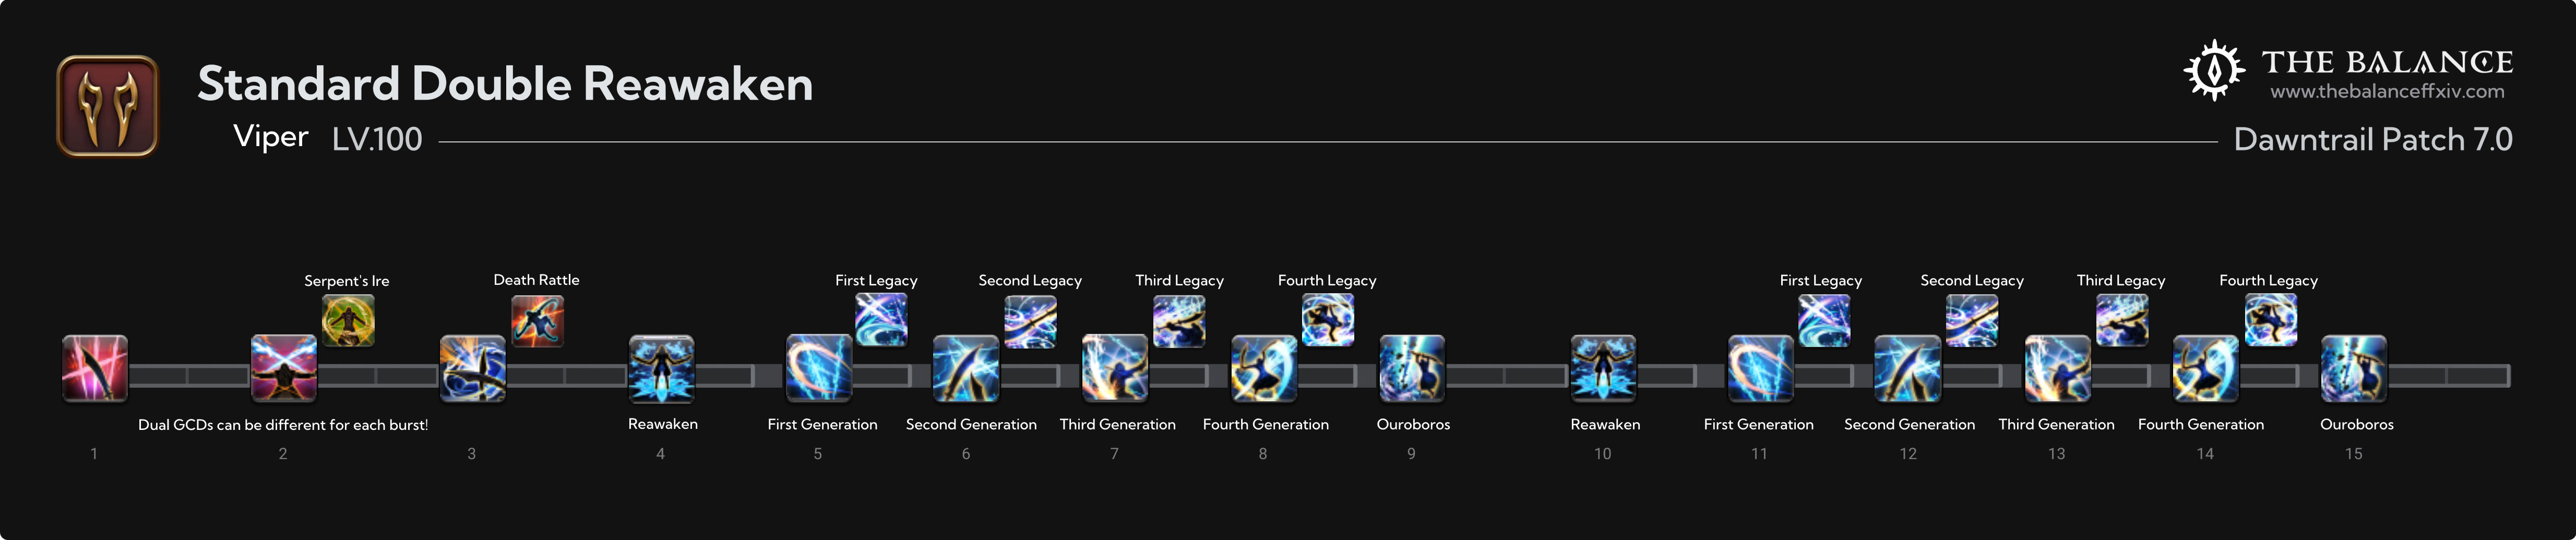 Standard Double Reawaken
THE BALANCE
www.thebalanceffxiv.com
Viper LV.100
Dawntrail Patch 7.0
Serpent's Ire
Death Rattle
First Legacy
Second Legacy
Third Legacy
Fourth Legacy
First Legacy
Second Legacy
Third Legacy
Fourth Legacy
Dual GCDs can be different for each burst!
Reawaken
First Generation
Second Generation
Third Generation
Fourth Generation
Ouroboros
Reawaken
First Generation
Second Generation
Third Generation
Fourth Generation
Ouroboros
1
2
3
4
5
6
7
8
9
10
11
12
13
14
15